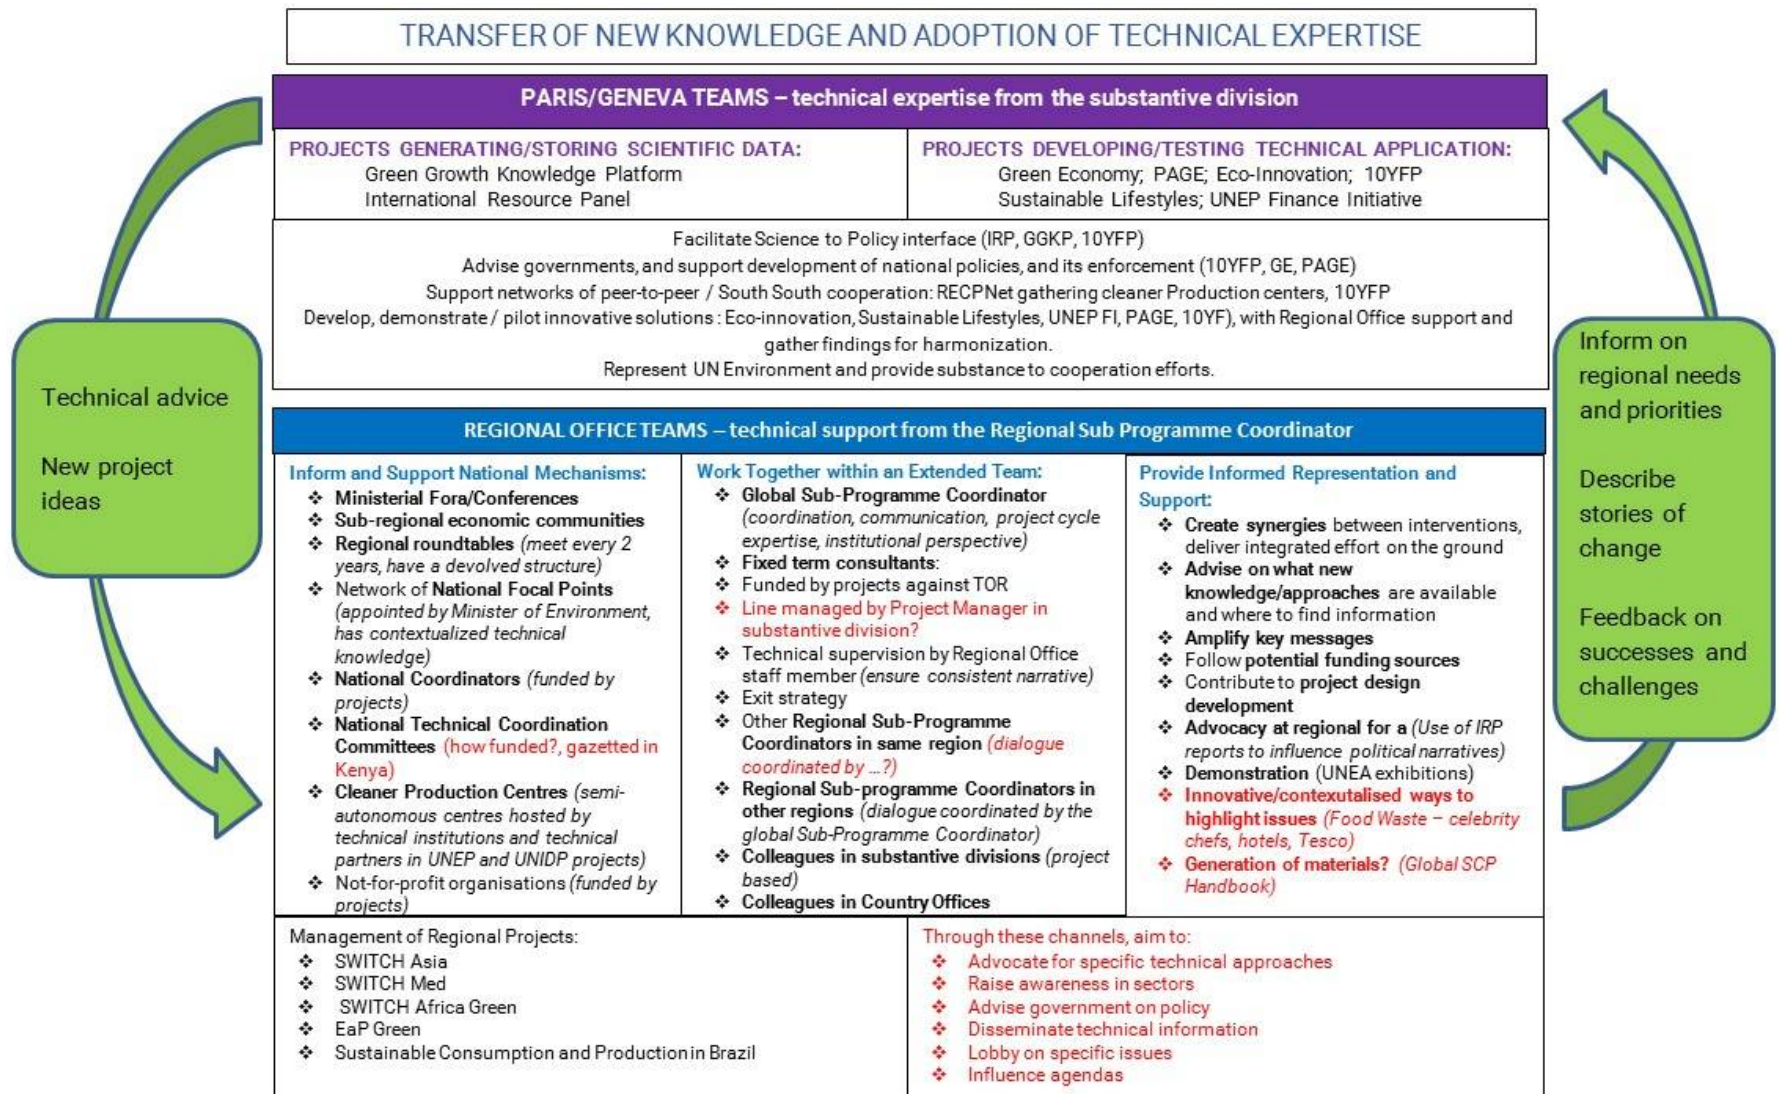 TRANSFER OF NEW KNOWLEDGE AND ADOPTION OF TECHNICAL EXPERTISE
PARIS/GENEVA TEAMS – technical expertise from the substantive division
PROJECTS GENERATING/STORING SCIENTIFIC DATA:
Green Growth Knowledge Platform
International Resource Panel
PROJECTS DEVELOPING/TESTING TECHNICAL APPLICATION:
Green Economy; PAGE; Eco-Innovation; 10YFP
Sustainable Lifestyles; UNEP Finance Initiative
Facilitate Science to Policy interface (IRP, GGKP, 10YFP)
Advise governments, and support development of national policies, and its enforcement (10YFP, GE, PAGE)
Support networks of peer-to-peer / South South cooperation: RECPNet gathering cleaner Production centers, 10YFP
Develop, demonstrate / pilot innovative solutions : Eco-innovation, Sustainable Lifestyles, UNEP FI, PAGE, 10YF), with Regional Office support and
gather findings for harmonization.
Represent UN Environment and provide substance to cooperation efforts.
Technical advice
New project
ideas
Inform on
regional needs
and priorities
Describe
stories of
change
Feedback on
successes and
challenges
REGIONAL OFFICE TEAMS – technical support from the Regional Sub Programme Coordinator
Inform and Support National Mechanisms:
❖ Ministerial Fora/Conferences
❖ Sub-regional economic communities
❖ Regional roundtables (meet every 2
years, have a devolved structure)
❖ Network of National Focal Points
(appointed by Minister of Environment,
has contextualized technical
knowledge)
❖ National Coordinators (funded by
projects)
❖ National Technical Coordination
Committees (how funded?, gazetted in
Kenya)
❖ Cleaner Production Centres (semi-
autonomous centres hosted by
technical institutions and technical
partners in UNEP and UNIDP projects)
❖ Not-for-profit organisations (funded by
projects)
Work Together within an Extended Team:
❖ Global Sub-Programme Coordinator
(coordination, communication, project cycle
expertise, institutional perspective)
❖ Fixed term consultants:
❖ Funded by projects against TOR
❖ Line managed by Project Manager in
substantive division?
❖ Technical supervision by Regional Office
staff member (ensure consistent narrative)
❖ Exit strategy
❖ Other Regional Sub-Programme
Coordinators in same region (dialogue
coordinated by ...?)
❖ Regional Sub-programme Coordinators in
other regions (dialogue coordinated by the
global Sub-Programme Coordinator)
❖ Colleagues in substantive divisions (project
based)
❖ Colleagues in Country Offices
Provide Informed Representation and
Support:
❖ Create synergies between interventions,
deliver integrated effort on the ground
❖ Advise on what new
knowledge/approaches are available
and where to find information
❖ Amplify key messages
❖ Follow potential funding sources
❖ Contribute to project design
development
❖ Advocacy at regional for a (Use of IRP
reports to influence political narratives)
❖ Demonstration (UNEA exhibitions)
❖ Innovative/contexutalised ways to
highlight issues (Food Waste – celebrity
chefs, hotels, Tesco)
❖ Generation of materials? (Global SCP
Handbook)
Management of Regional Projects:
❖ SWITCH Asia
❖ SWITCH Med
❖ SWITCH Africa Green
❖ EaP Green
❖ Sustainable Consumption and Production in Brazil
Through these channels, aim to:
❖ Advocate for specific technical approaches
❖ Raise awareness in sectors
❖ Advise government on policy
❖ Disseminate technical information
❖ Lobby on specific issues
❖ Influence agendas